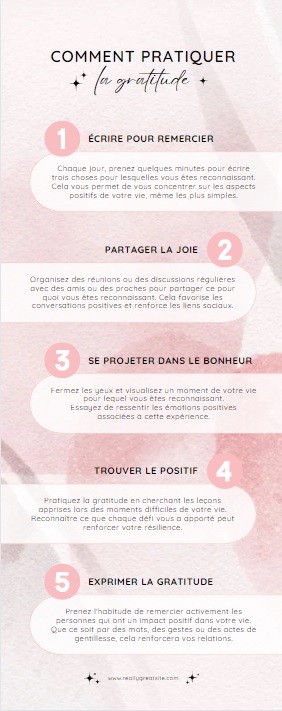 COMMENT PRATIQUER
la gratitude
1
ÉCRIRE POUR REMERCIER
Chaque jour, prenez quelques minutes pour écrire
trois choses pour lesquelles vous êtes reconnaissant.
Cela vous permet de vous concentrer sur les aspects
positifs de votre vie, même les plus simples.
PARTAGER LA JOIE
2
Organisez des réunions ou des discussions régulières
avec des amis ou des proches pour partager ce pour
quoi vous êtes reconnaissant. Cela favorise les
conversations positives et renforce les liens sociaux.
3
SE PROJETER DANS LE BONHEUR
Fermez les yeux et visualisez un moment de votre vie
pour lequel vous êtes reconnaissant.
Essayez de ressentir les émotions positives
associées à cette expérience.
TROUVER LE POSITIF
4
Pratiquez la gratitude en cherchant les leçons
apprises lors des moments difficiles de votre vie.
Reconnaître ce que chaque défi vous a apporté peut
renforcer votre résilience.
5
EXPRIMER LA GRATITUDE
Prenez l'habitude de remercier activement les
personnes qui ont un impact positif dans votre vie.
Que ce soit par des mots, des gestes ou des actes de
gentillesse, cela renforcera vos relations.
www.reallygreatsite.com